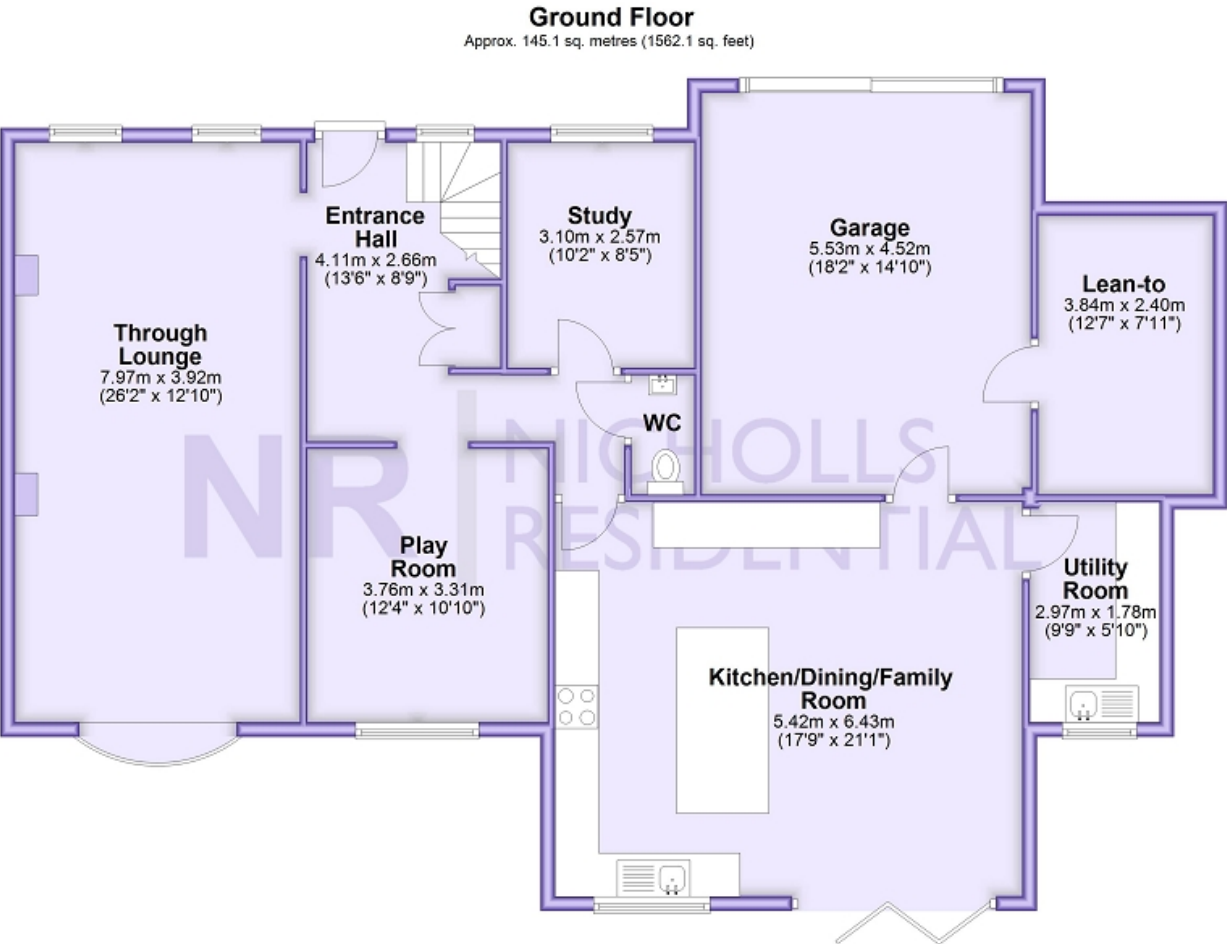 Ground Floor
Approx. 145.1 sq. metres (1562.1 sq. feet)
Entrance
Hall
4.11m x 2.66m
(13'6" x 8'9")
Study
3.10m x 2.57m
(10'2" x 8'5")
Garage
5.53m x 4.52m
(18'2" x 14'10")
Lean-to
3.84m x 2.40m
(12'7" x 7'11")
Through
Lounge
7.97m x 3.92m
(26'2" x 12'10")
WC
NR NICHOLLS
RESIDENTIAL
Play
Room
3.76m x 3.31m
(12'4" x 10'10")
Utility
Room
2.97m x 1.78m
(9'9" x 5'10")
Kitchen/Dining/Family
Room
5.42m x 6.43m
(17'9" x 21'1")